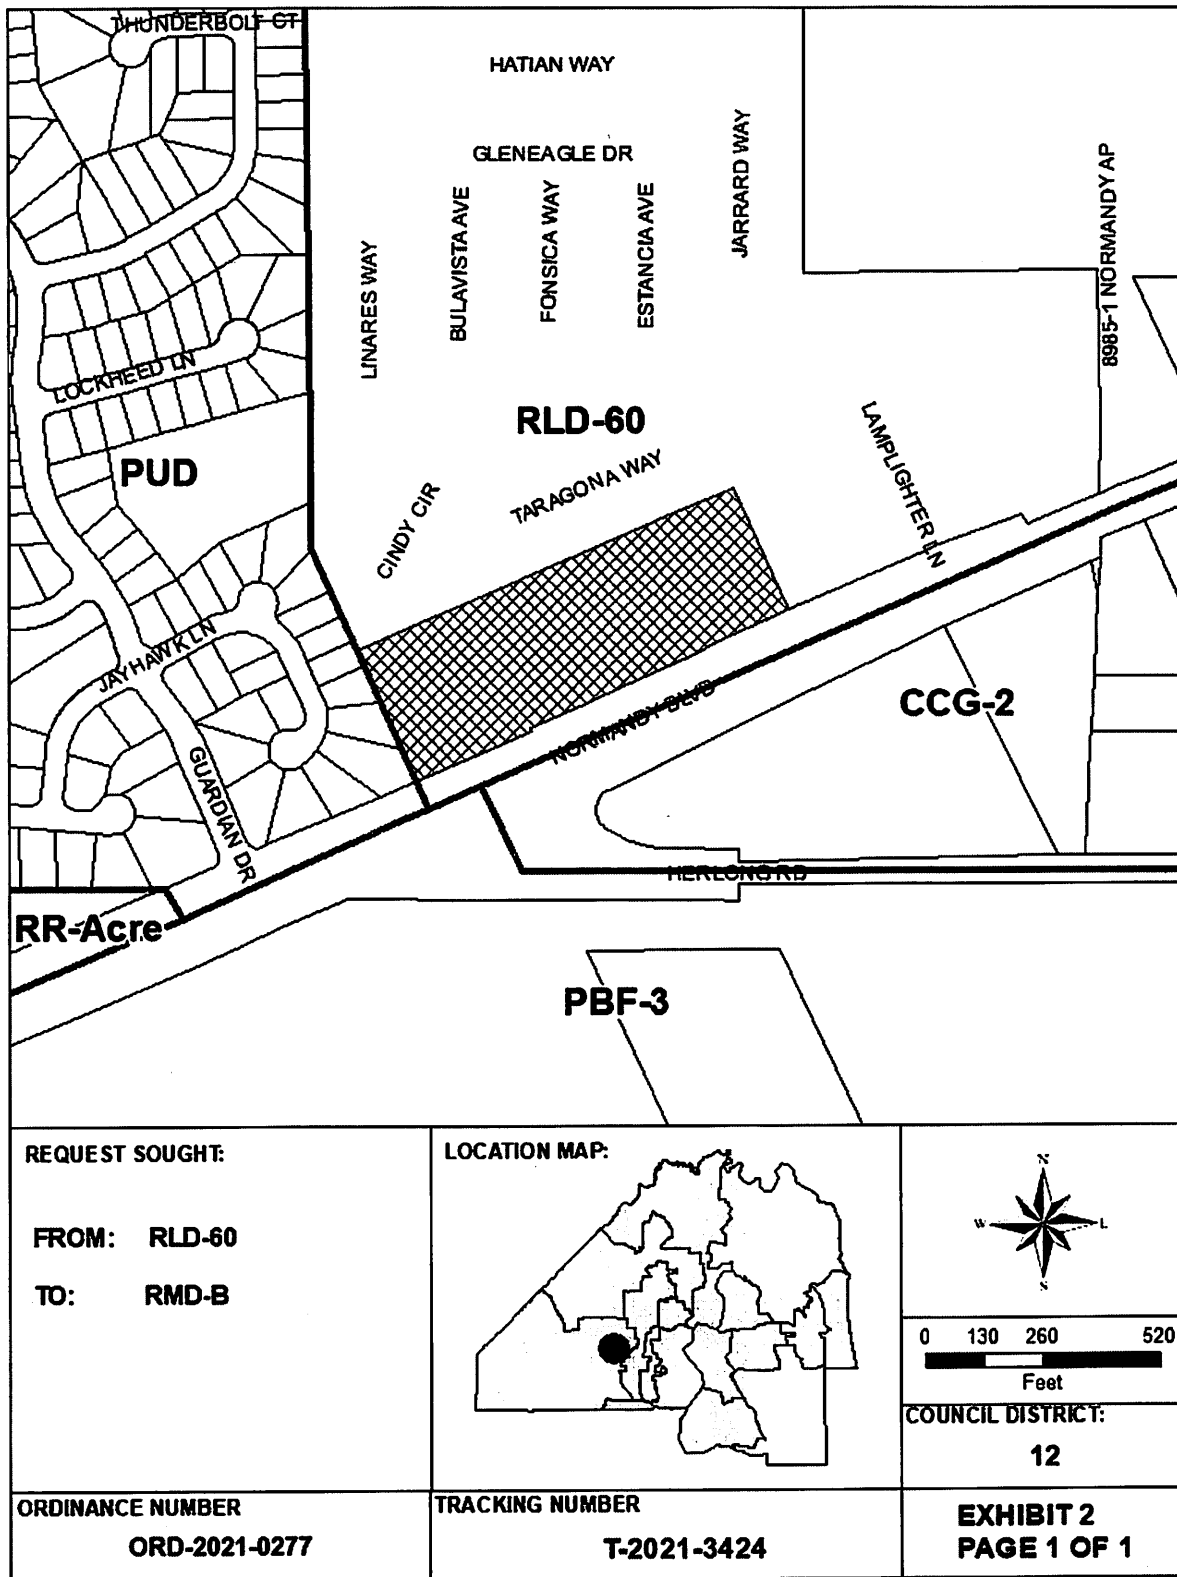 THUNDERBOLT CT
HATIAN WAY
GLENEAGLE DR
JARRARD WAY
BULAVISTA AVE
FONSICA WAY
ESTANCIA AVE
LINARES WAY
8985-1 NORMANDY AP
LOCKHEED LN
RLD-60
PUD
LAMPLIGHTER LN
TARAGONA WAY
CINDY CIR
JAYHAWK LN
NORMANDY BLVD
CCG-2
GUARDIAN DR
HERLONG RD
RR-Acre
PBF-3
REQUEST SOUGHT:
FROM: RLD-60
TO: RMD-B
LOCATION MAP:
N
W L
S
0 130 260 520
Feet
COUNCIL DISTRICT:
12
ORDINANCE NUMBER
ORD-2021-0277
TRACKING NUMBER
T-2021-3424
EXHIBIT 2
PAGE 1 OF 1